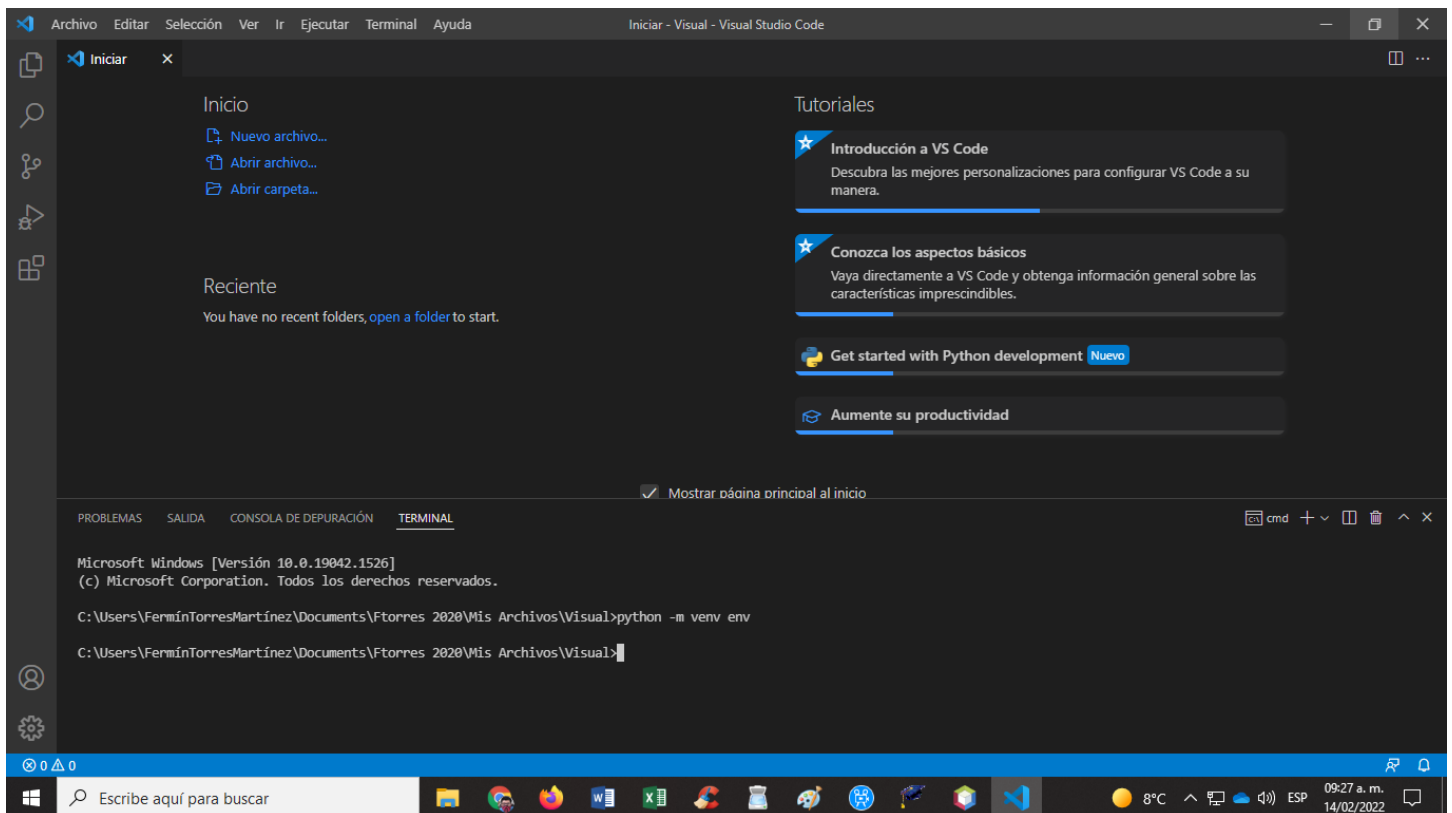 Archivo Editar Selección Ver Ir Ejecutar Terminal Ayuda
Iniciar - Visual - Visual Studio Code
Iniciar
Inicio
Nuevo archivo...
Abrir archivo...
Abrir carpeta...
Reciente
You have no recent folders, open a folder to start.
Tutoriales
Introducción a VS Code
Descubra las mejores personalizaciones para configurar VS Code a su
manera.
Conozca los aspectos básicos
Vaya directamente a VS Code y obtenga información general sobre las
características imprescindibles.
Get started with Python development Nuevo
Aumente su productividad
Mostrar página principal al inicio
PROBLEMAS SALIDA CONSOLA DE DEPURACIÓN TERMINAL
cmd
Microsoft Windows [Versión 10.0.19042.1526]
(c) Microsoft Corporation. Todos los derechos reservados.
C:\Users\FermínTorresMartínez\Documents\Ftorres 2020\Mis Archivos\Visual>python -m venv env
C:\Users\FermínTorresMartínez\Documents\Ftorres 2020\Mis Archivos\Visual>
0 0
Escribe aquí para buscar
8°C
ESP
09:27 a. m.
14/02/2022